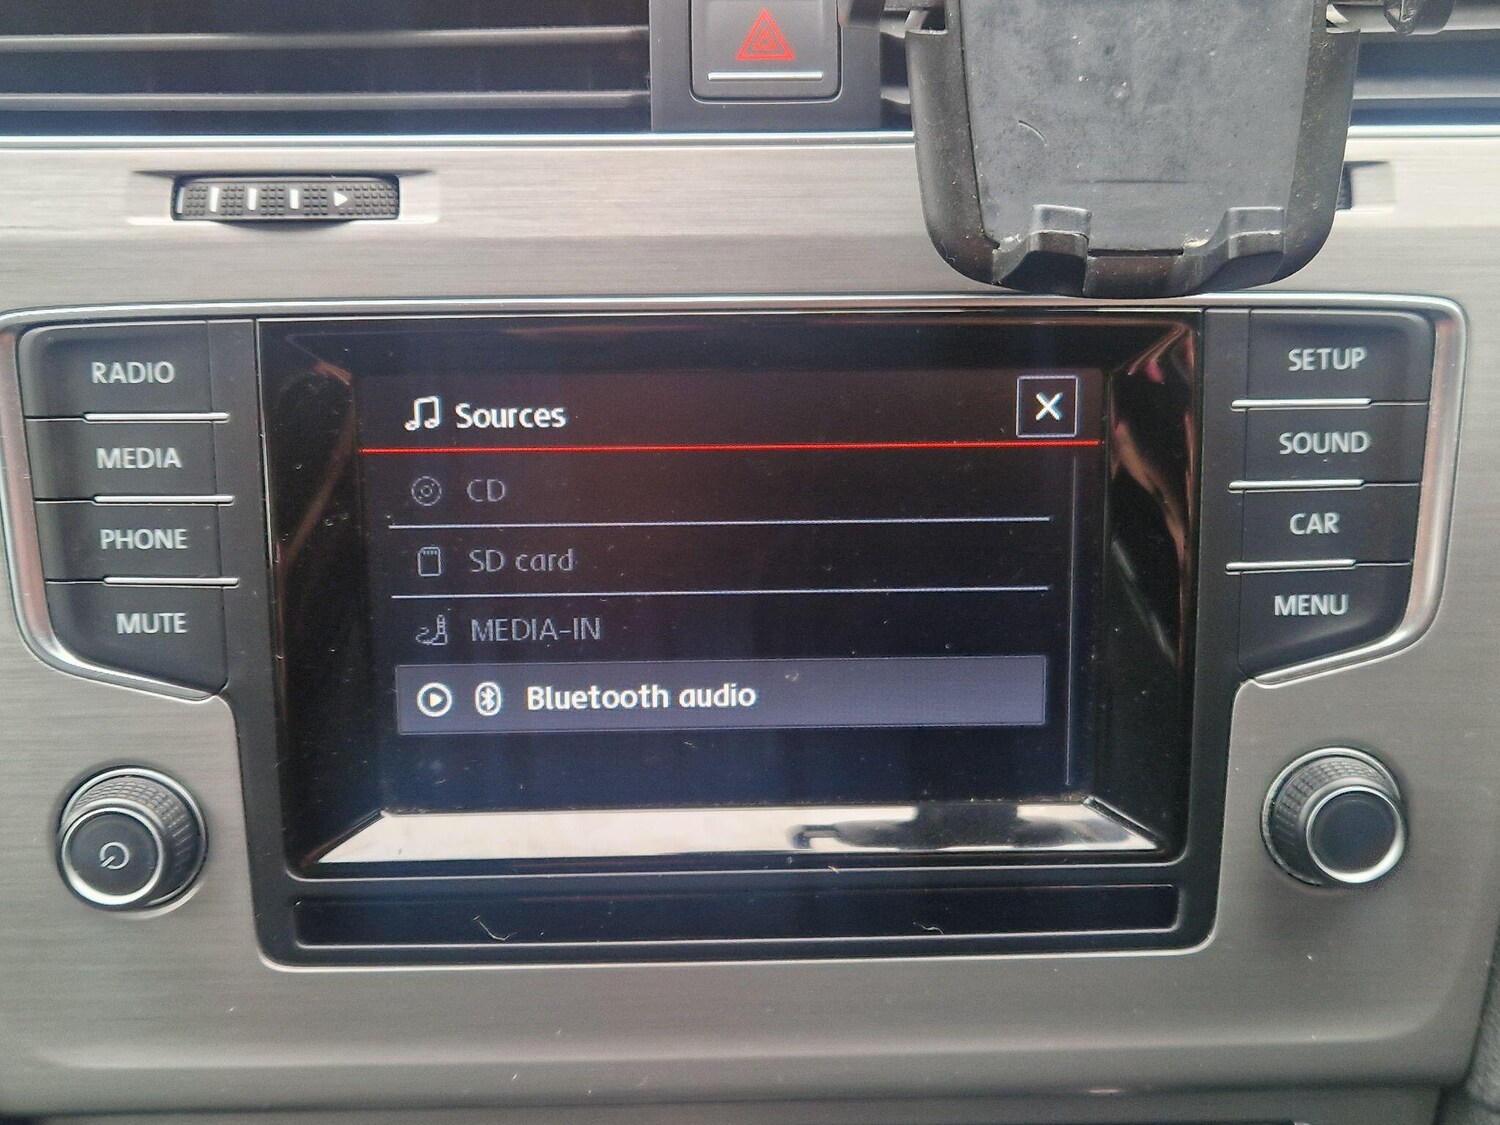 RADIO
MEDIA
PHONE
MUTE
Sources
CD
SD card
MEDIA-IN
Bluetooth audio
SETUP
SOUND
CAR
MENU